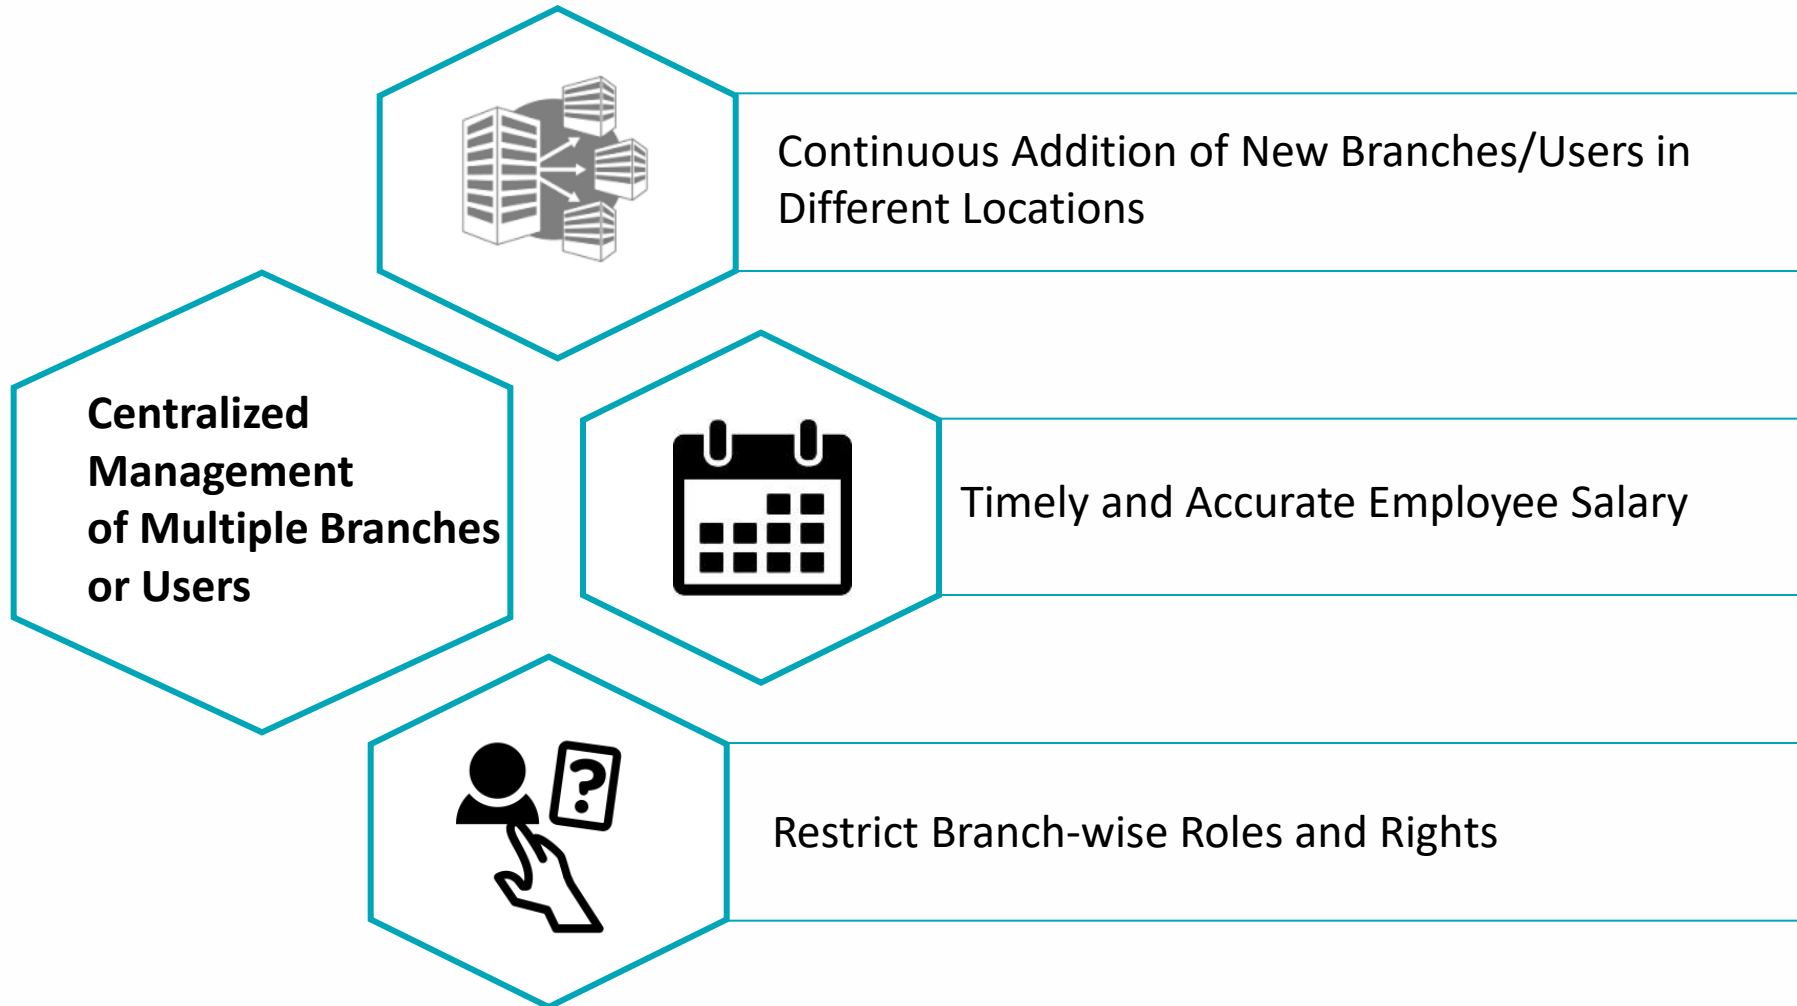 Continuous Addition of New Branches/Users in
Different Locations
Centralized
Management
of Multiple Branches
or Users
Timely and Accurate Employee Salary
?
Restrict Branch-wise Roles and Rights